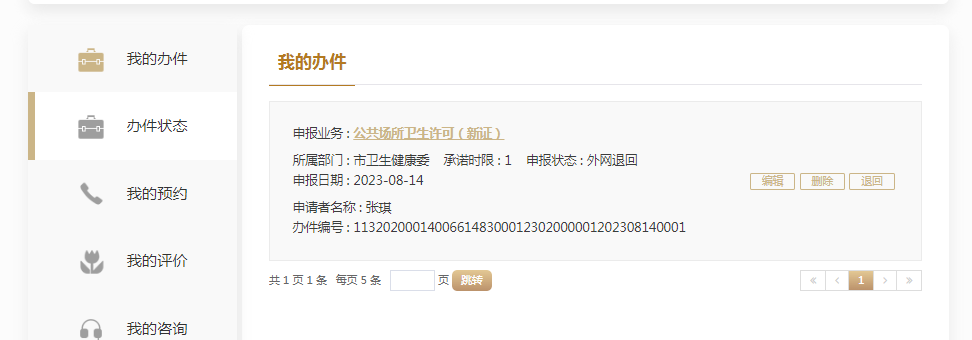 我的办件
办件状态
我的预约
我的评价
我的咨询
我的办件
申报业务 : 公共场所卫生许可（新证）
所属部门 : 市卫生健康委 承诺时限 : 1 申报状态 : 外网退回
申报日期 : 2023-08-14
编辑 删除 退回
申请者名称 : 张琪
办件编号 : 11320200014006614830001230200000120230814​0001
共 1 页 1 条 每页 5 条 页 跳转
« ‹ 1 › »